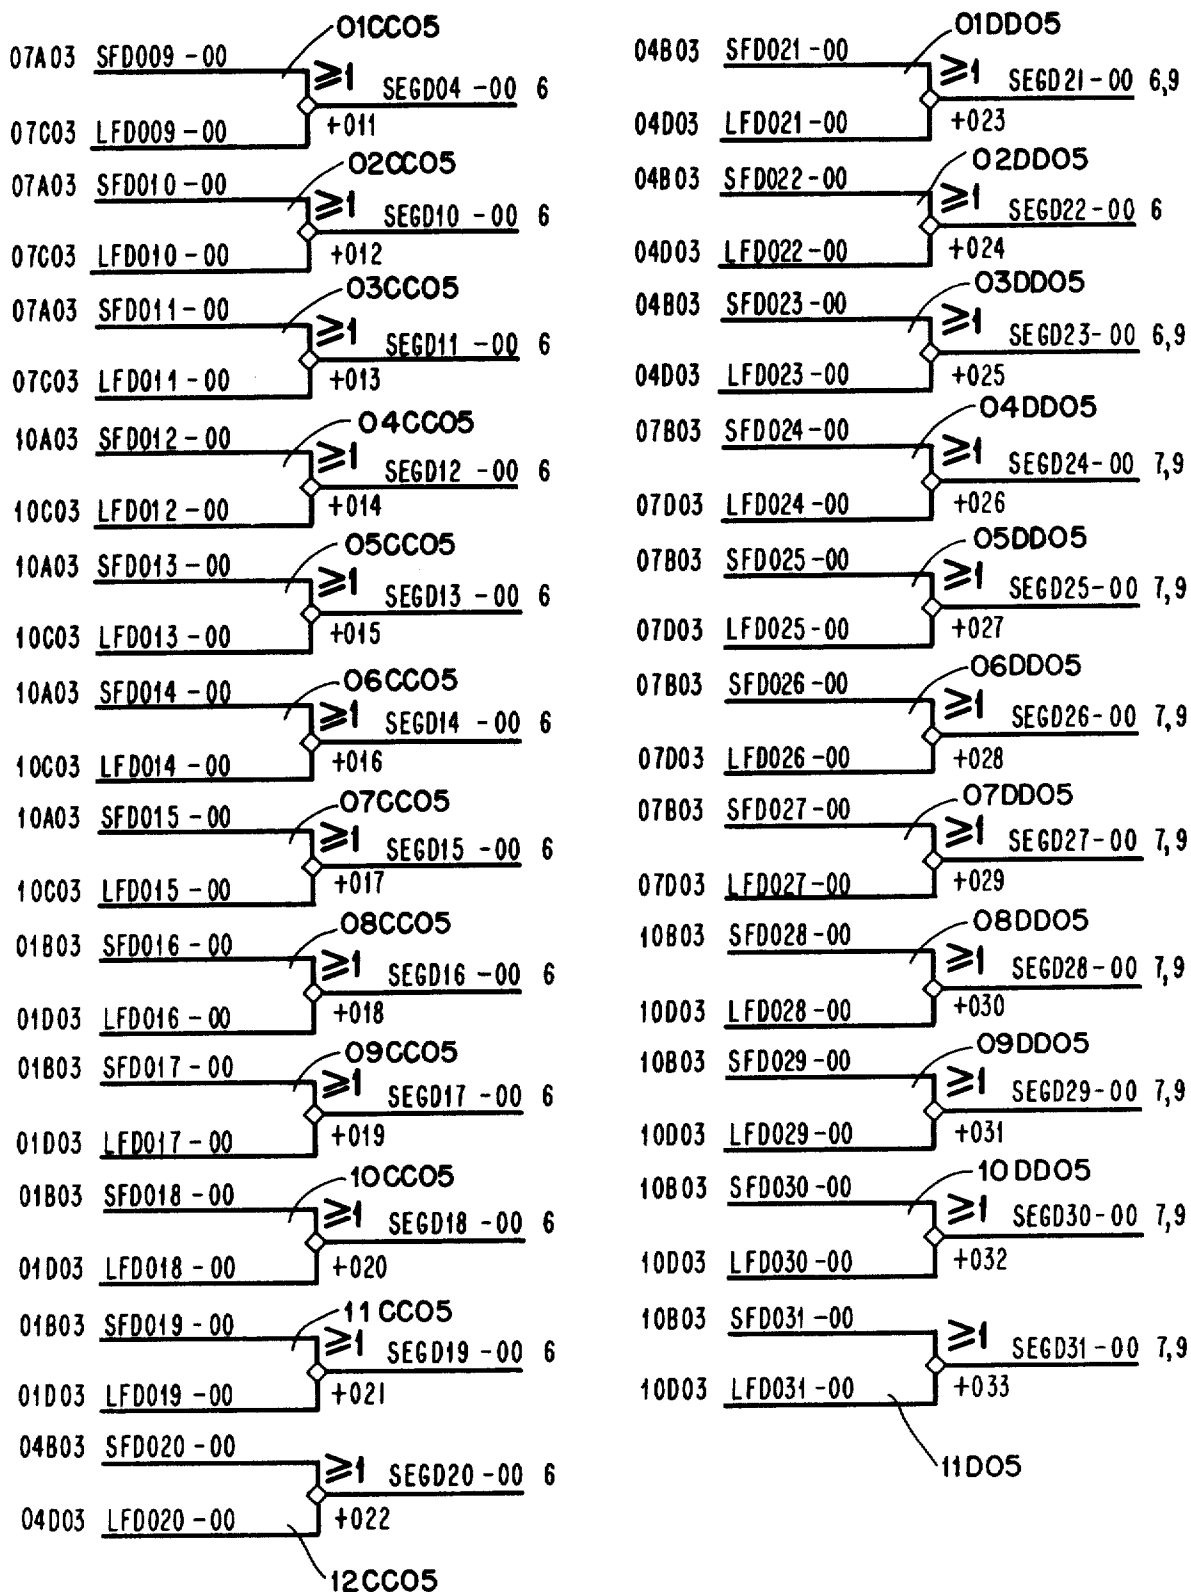 01CC05
07A03 SFD009-00
≥1
SEGD04-00 6
07C03 LFD009-00
+011
02CC05
07A03 SFD010-00
≥1
SEGD10-00 6
07C03 LFD010-00
+012
03CC05
07A03 SFD011-00
≥1
SEGD11-00 6
07C03 LFD011-00
+013
04CC05
10A03 SFD012-00
≥1
SEGD12-00 6
10C03 LFD012-00
+014
05CC05
10A03 SFD013-00
≥1
SEGD13-00 6
10C03 LFD013-00
+015
06CC05
10A03 SFD014-00
≥1
SEGD14-00 6
10C03 LFD014-00
+016
07CC05
10A03 SFD015-00
≥1
SEGD15-00 6
10C03 LFD015-00
+017
08CC05
01B03 SFD016-00
≥1
SEGD16-00 6
01D03 LFD016-00
+018
09CC05
01B03 SFD017-00
≥1
SEGD17-00 6
01D03 LFD017-00
+019
10CC05
01B03 SFD018-00
≥1
SEGD18-00 6
01D03 LFD018-00
+020
11CC05
01B03 SFD019-00
≥1
SEGD19-00 6
01D03 LFD019-00
+021
04B03 SFD020-00
≥1
SEGD20-00 6
04D03 LFD020-00
+022
12CC05
01DD05
04B03 SFD021-00
≥1
SEGD21-00 6,9
04D03 LFD021-00
+023
02DD05
04B03 SFD022-00
≥1
SEGD22-00 6
04D03 LFD022-00
+024
03DD05
04B03 SFD023-00
≥1
SEGD23-00 6,9
04D03 LFD023-00
+025
04DD05
07B03 SFD024-00
≥1
SEGD24-00 7,9
07D03 LFD024-00
+026
05DD05
07B03 SFD025-00
≥1
SEGD25-00 7,9
07D03 LFD025-00
+027
06DD05
07B03 SFD026-00
≥1
SEGD26-00 7,9
07D03 LFD026-00
+028
07DD05
07B03 SFD027-00
≥1
SEGD27-00 7,9
07D03 LFD027-00
+029
08DD05
10B03 SFD028-00
≥1
SEGD28-00 7,9
10D03 LFD028-00
+030
09DD05
10B03 SFD029-00
≥1
SEGD29-00 7,9
10D03 LFD029-00
+031
10DD05
10B03 SFD030-00
≥1
SEGD30-00 7,9
10D03 LFD030-00
+032
10B03 SFD031-00
≥1
SEGD31-00 7,9
10D03 LFD031-00
+033
11D05